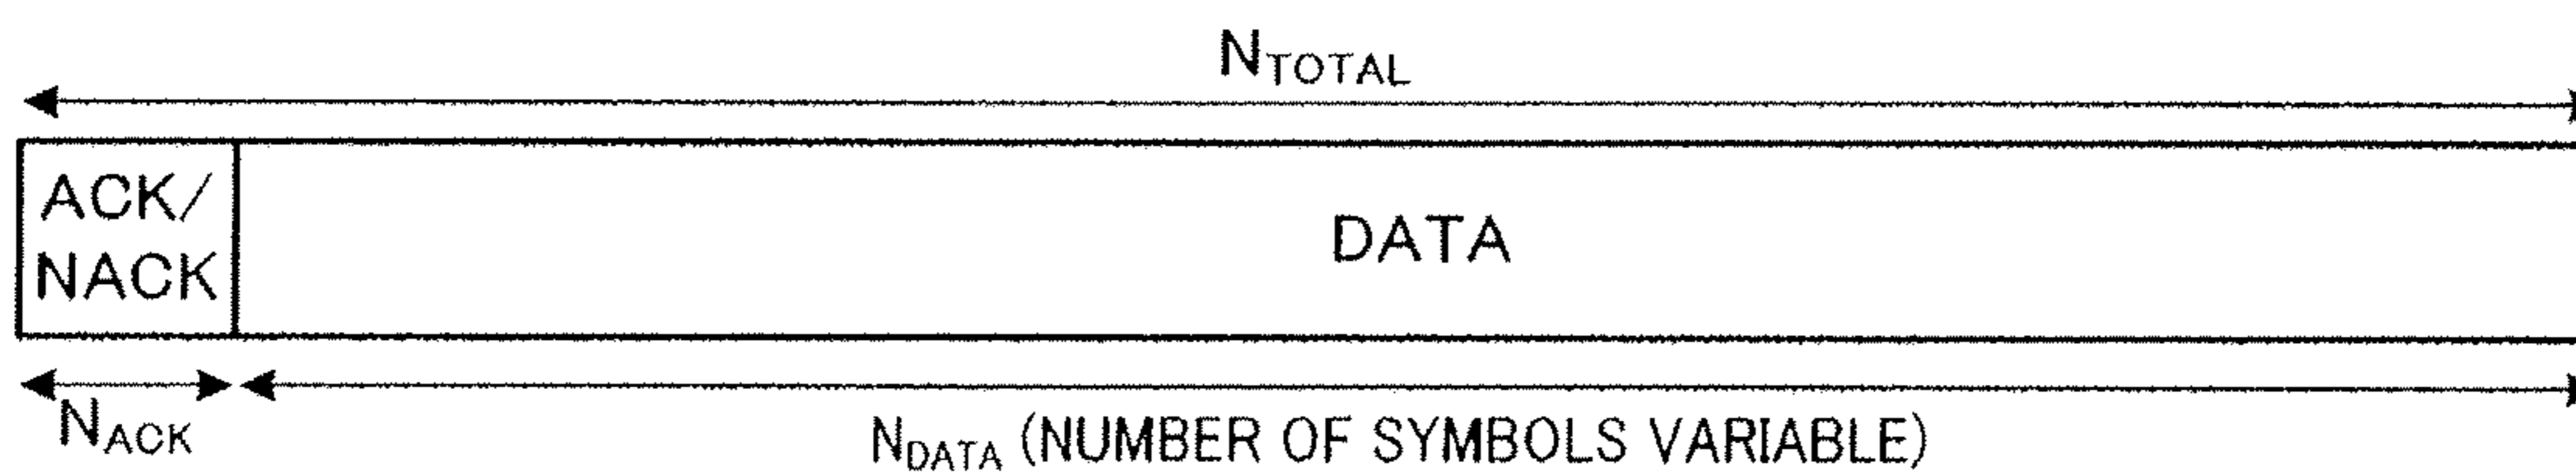 NTOTAL
ACK/
NACK
DATA
NACK
NDATA (NUMBER OF SYMBOLS VARIABLE)